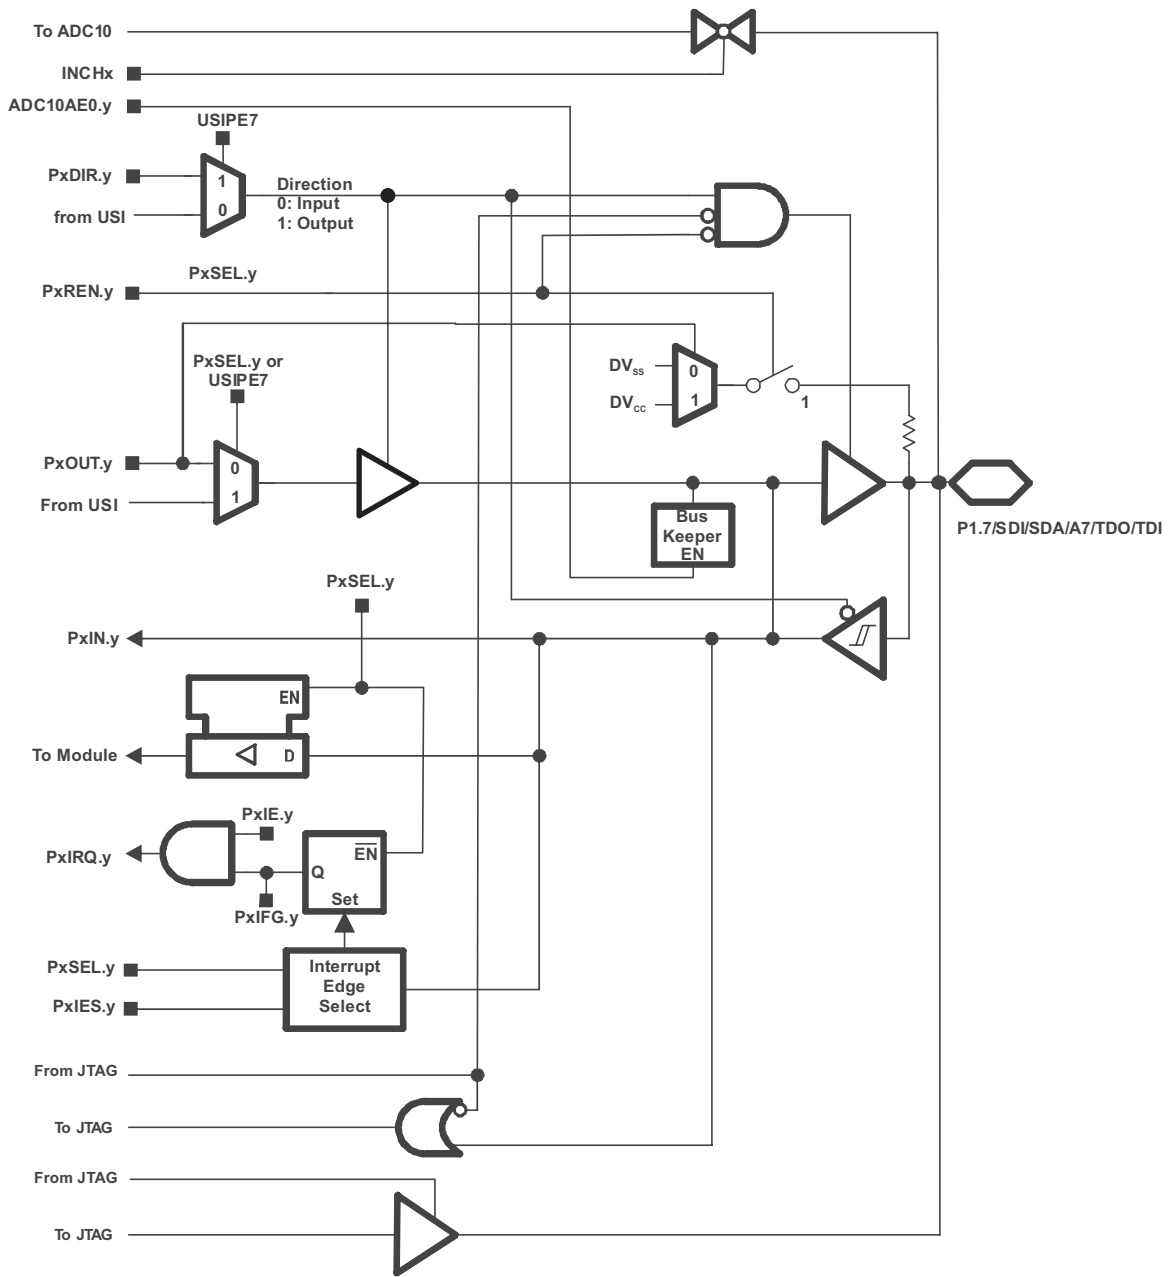 To ADC10
INCHx
ADC10AE0.y
USIPE7
PxDIR.y
1
from USI
0
Direction
0: Input
1: Output
PxSEL.y
PxREN.y
PxSEL.y or
USIPE7
DVSS
0
DVCC
1
1
PxOUT.y
0
From USI
1
Bus
Keeper
EN
P1.7/SDI/SDA/A7/TDO/TDI
PxSEL.y
PxIN.y
EN
To Module
D
PxIE.y
PxIRQ.y
EN
Q
Set
PxIFG.y
PxSEL.y
PxIES.y
Interrupt
Edge
Select
From JTAG
To JTAG
From JTAG
To JTAG